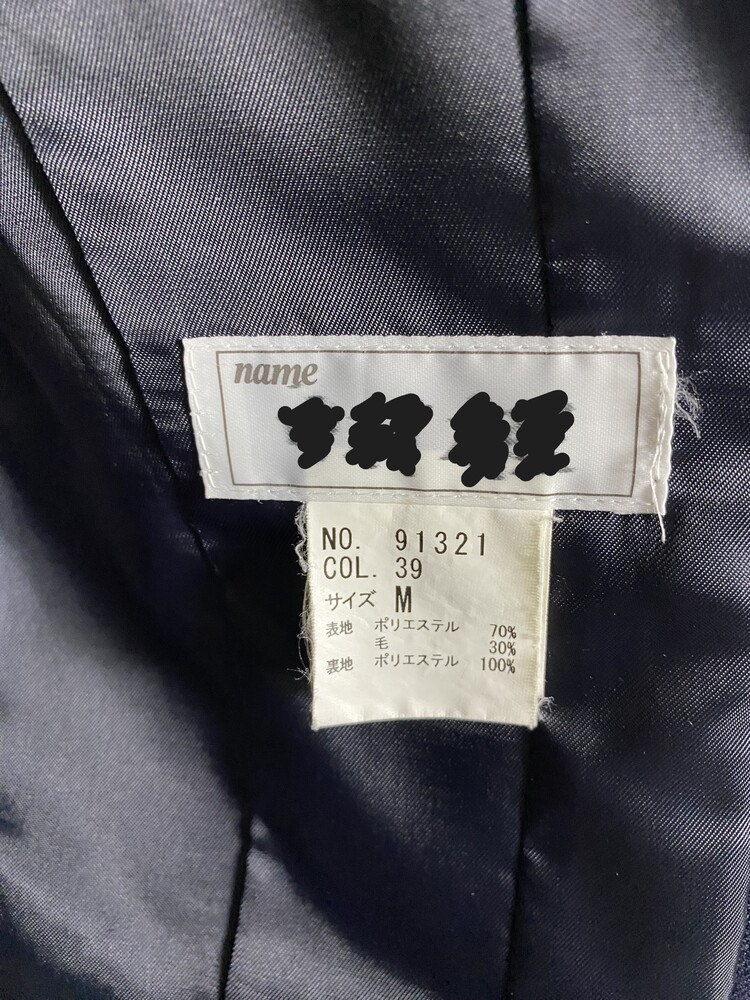 name
NO. 91321
COL. 39
サイズ M
表地 ポリエステル 70%
毛 30%
裏地 ポリエステル 100%